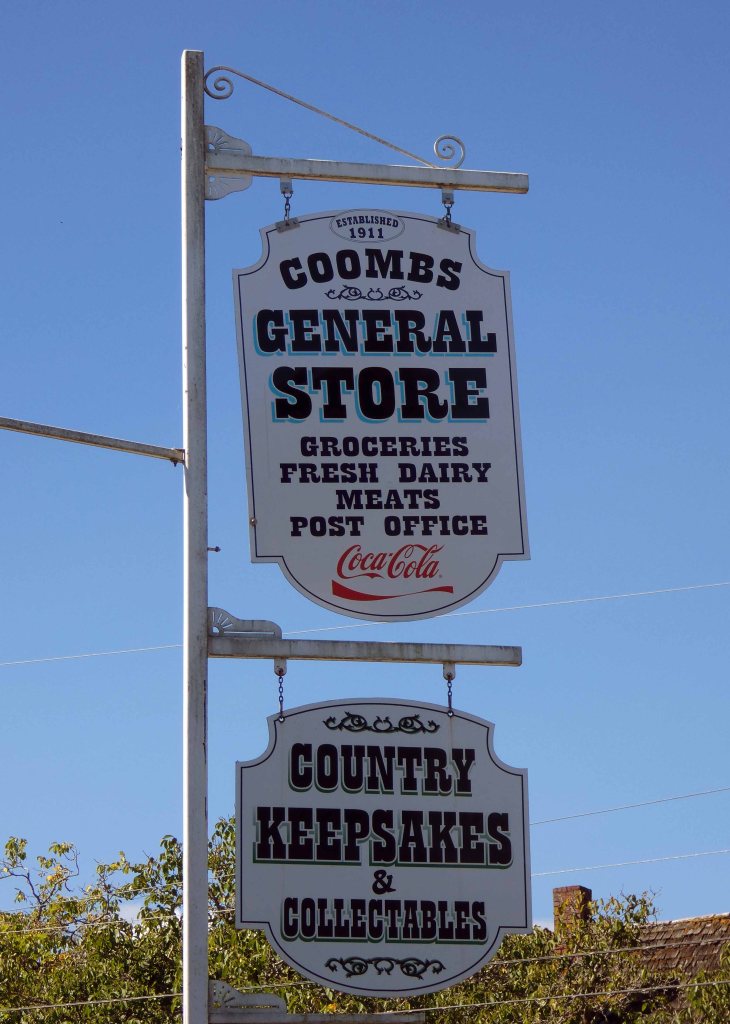 ESTABLISHED
1911
COOMBS
GENERAL
STORE
GROCERIES
FRESH DAIRY
MEATS
POST OFFICE
Coca-Cola
COUNTRY
KEEPSAKES
&
COLLECTABLES